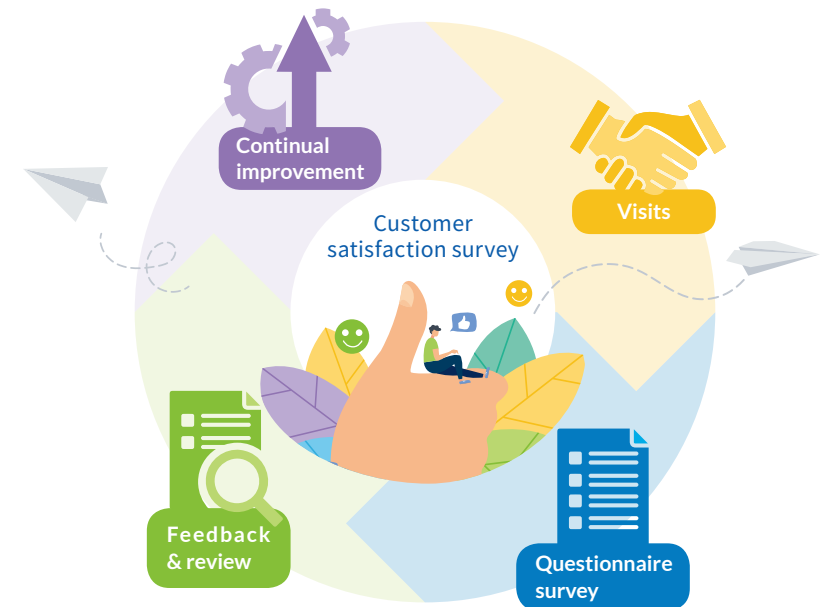 Continual
improvement
Visits
Customer
satisfaction survey
Feedback
& review
Questionnaire
survey